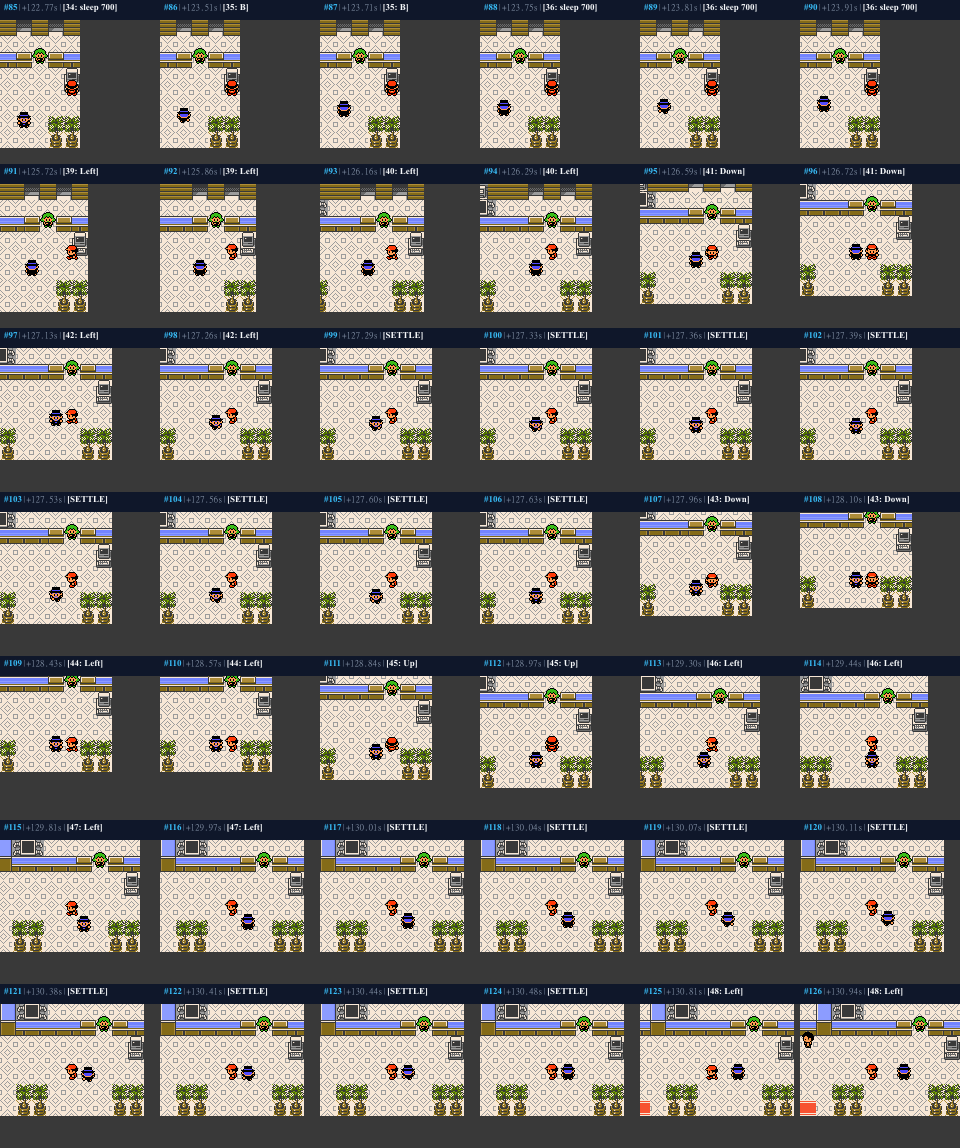 #85|+122.77s|[34: sleep 700]
#86|+123.51s|[35: B]
#87|+123.71s|[35: B]
#88|+123.75s|[36: sleep 700]
#89|+123.81s|[36: sleep 700]
#90|+123.91s|[36: sleep 700]
#91|+125.72s|[39: Left]
#92|+125.86s|[39: Left]
#93|+126.16s|[40: Left]
#94|+126.29s|[40: Left]
#95|+126.59s|[41: Down]
#96|+126.72s|[41: Down]
#97|+127.13s|[42: Left]
#98|+127.26s|[42: Left]
#99|+127.29s|[SETTLE]
#100|+127.33s|[SETTLE]
#101|+127.36s|[SETTLE]
#102|+127.39s|[SETTLE]
#103|+127.53s|[SETTLE]
#104|+127.56s|[SETTLE]
#105|+127.60s|[SETTLE]
#106|+127.63s|[SETTLE]
#107|+127.96s|[43: Down]
#108|+128.10s|[43: Down]
#109|+128.43s|[44: Left]
#110|+128.57s|[44: Left]
#111|+128.84s|[45: Up]
#112|+128.97s|[45: Up]
#113|+129.30s|[46: Left]
#114|+129.44s|[46: Left]
#115|+129.81s|[47: Left]
#116|+129.97s|[47: Left]
#117|+130.01s|[SETTLE]
#118|+130.04s|[SETTLE]
#119|+130.07s|[SETTLE]
#120|+130.11s|[SETTLE]
#121|+130.38s|[SETTLE]
#122|+130.41s|[SETTLE]
#123|+130.44s|[SETTLE]
#124|+130.48s|[SETTLE]
#125|+130.81s|[48: Left]
#126|+130.94s|[48: Left]